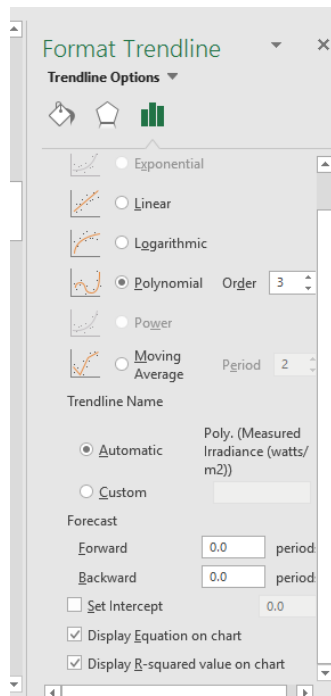 Format Trendline
Trendline Options
Exponential
Linear
Logarithmic
Polynomial Order 3
Power
Moving
Average Period 2
Trendline Name
Automatic Poly. (Measured
Irradiance (watts/
m2))
Custom
Forecast
Forward 0.0 period
Backward 0.0 period
Set Intercept 0.0
Display Equation on chart
Display R-squared value on chart